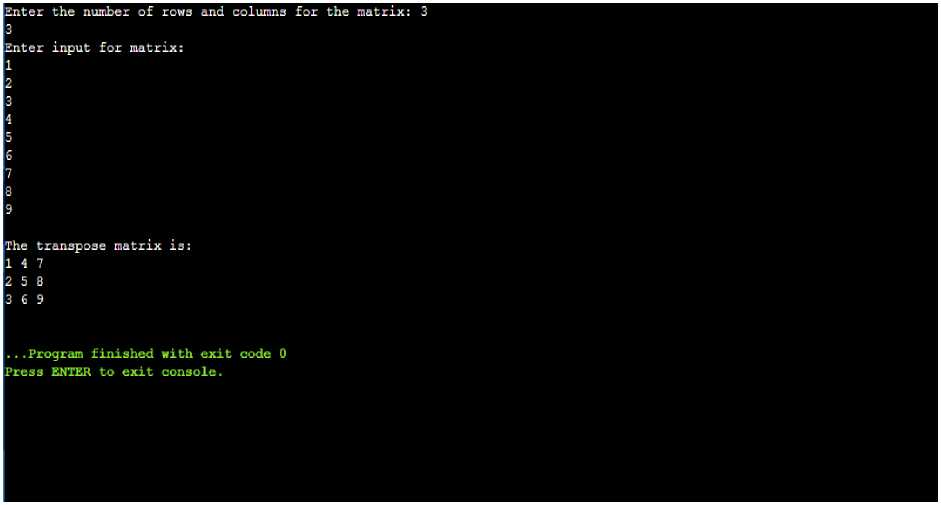 Enter the number of rows and columns for the matrix: 3
3
Enter input for matrix:
1
2
3
4
5
6
7
8
9
The transpose matrix is:
1 4 7
2 5 8
3 6 9
...Program finished with exit code 0
Press ENTER to exit console.